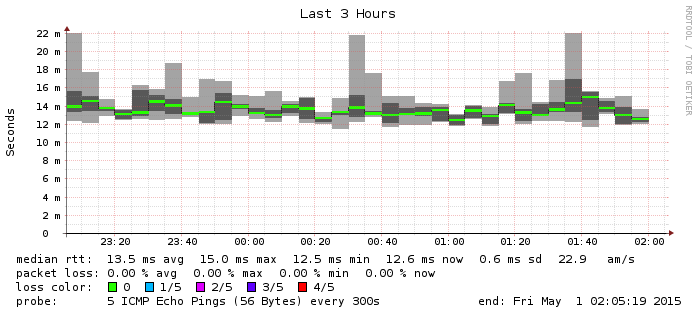 Last 3 Hours
RRDTOOL / TOBI OETIKER
Seconds
22 m
20 m
18 m
16 m
14 m
12 m
10 m
8 m
6 m
4 m
2 m
0
23:20 23:40 00:00 00:20 00:40 01:00 01:20 01:40 02:00
median rtt: 13.5 ms avg 15.0 ms max 12.5 ms min 12.6 ms now 0.6 ms sd 22.9 am/s
packet loss: 0.00 % avg 0.00 % max 0.00 % min 0.00 % now
loss color: 0 1/5 2/5 3/5 4/5
probe: 5 ICMP Echo Pings (56 Bytes) every 300s end: Fri May 1 02:05:19 2015